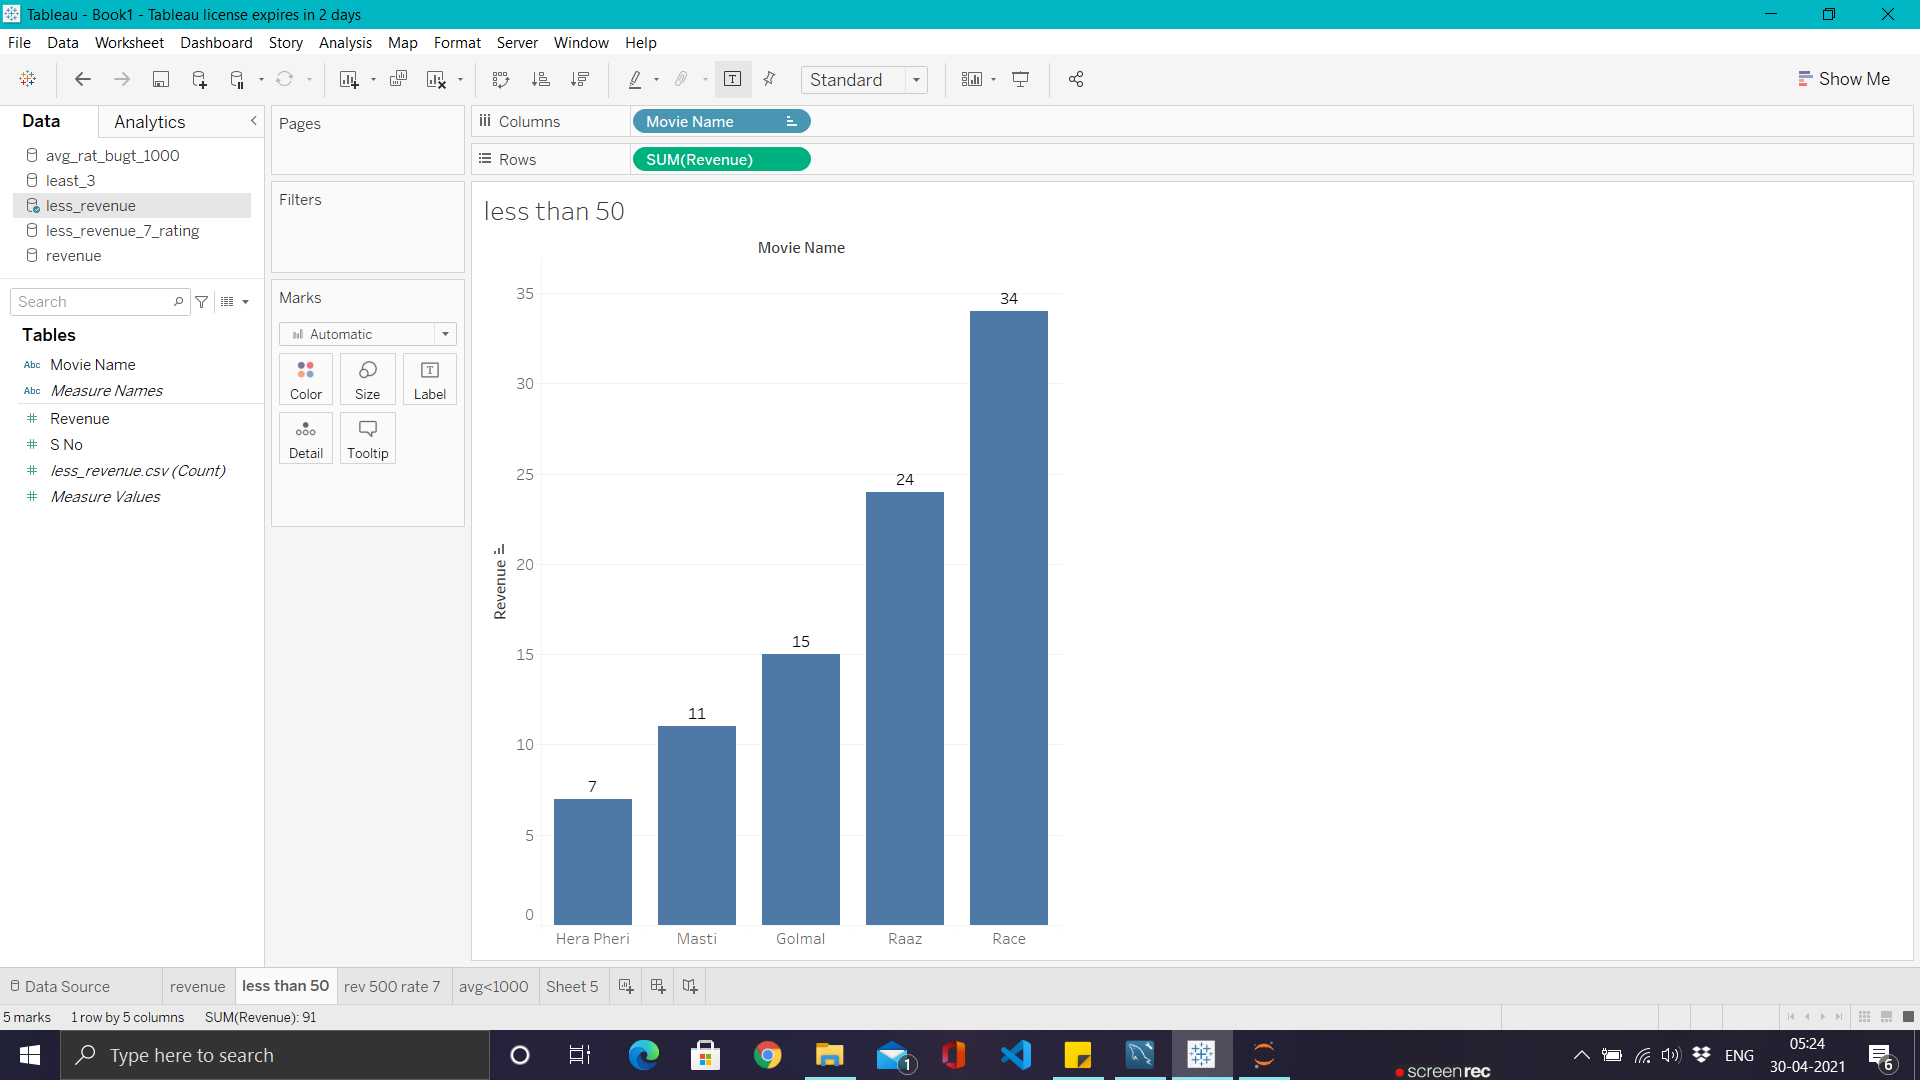 Tableau - Book1 - Tableau license expires in 2 days
File Data Worksheet Dashboard Story Analysis Map Format Server Window Help
Standard
Show Me
Data Analytics
avg_rat_bugt_1000
least_3
less_revenue
less_revenue_7_rating
revenue
Search
Tables
Abc Movie Name
Abc Measure Names
# Revenue
# S No
# less_revenue.csv (Count)
# Measure Values
Pages
Filters
Marks
Automatic
Color Size T Label
Detail Tooltip
Columns Movie Name
Rows SUM(Revenue)
less than 50
Movie Name
Revenue
35
30
25
20
15
10
5
0
7
11
15
24
34
Hera Pheri Masti Golmal Raaz Race
Data Source revenue less than 50 rev 500 rate 7 avg<1000 Sheet 5
5 marks 1 row by 5 columns SUM(Revenue): 91
Type here to search
1
screenrec
ENG
05:24
30-04-2021
6